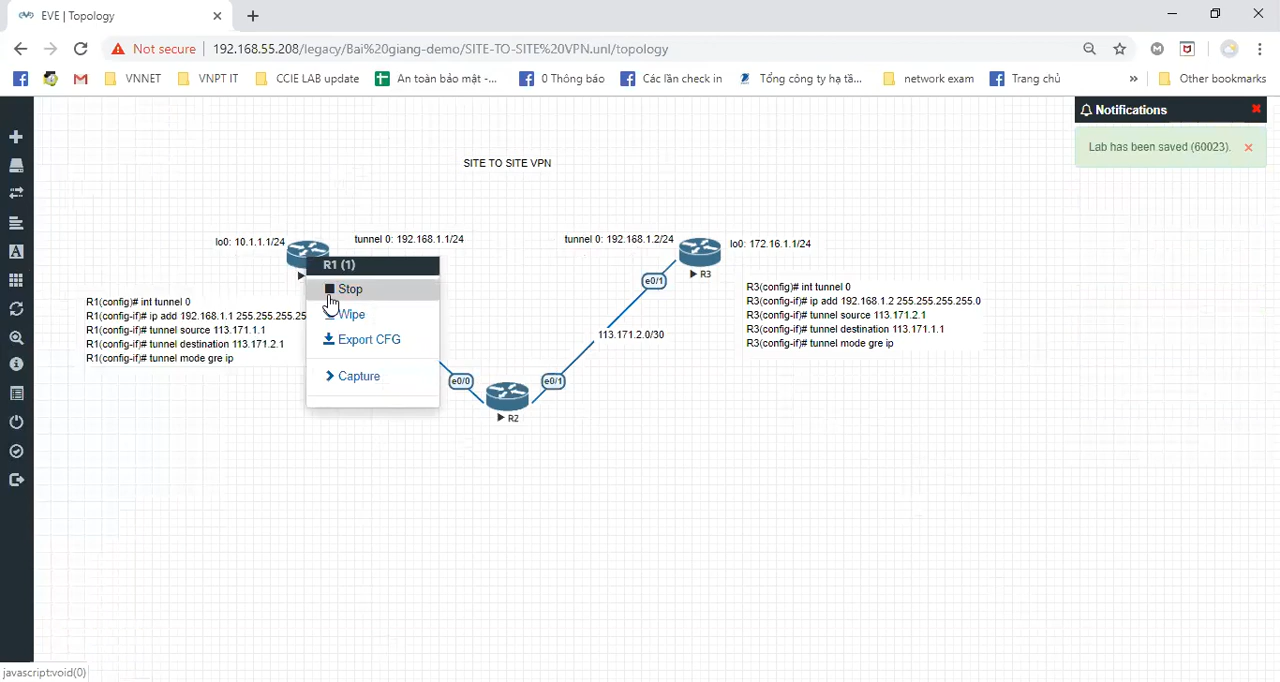 EVE | Topology
Not secure
192.168.55.208/legacy/Bai%20giang-demo/SITE-TO-SITE%20VPN.unl/topology
VNNET
VNPT IT
CCIE LAB update
An toàn bảo mật -...
0 Thông báo
Các lần check in
Tổng công ty hạ tầ...
network exam
Trang chủ
»
Other bookmarks
Notifications
Lab has been saved (60023).
SITE TO SITE VPN
lo0: 10.1.1.1/24
tunnel 0: 192.168.1.1/24
tunnel 0: 192.168.1.2/24
lo0: 172.16.1.1/24
R3
R1 (1)
Stop
Wipe
Export CFG
Capture
R1(config)# int tunnel 0
R1(config-if)# ip add 192.168.1.1 255.255.255.25
R1(config-if)# tunnel source 113.171.1.1
R1(config-if)# tunnel destination 113.171.2.1
R1(config-if)# tunnel mode gre ip
e0/1
113.171.2.0/30
R3(config)# int tunnel 0
R3(config-if)# ip add 192.168.1.2 255.255.255.255.0
R3(config-if)# tunnel source 113.171.2.1
R3(config-if)# tunnel destination 113.171.1.1
R3(config-if)# tunnel mode gre ip
e0/0
e0/1
R2
javascript:void(0)